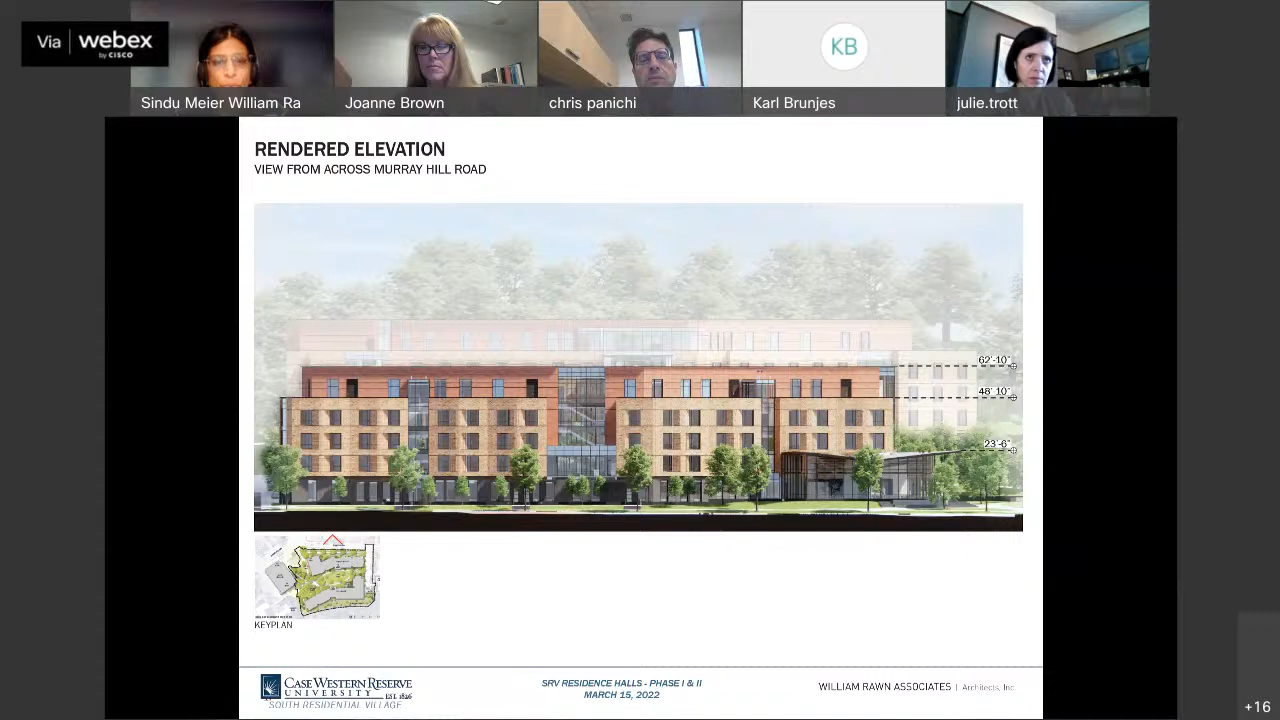 Via webex
by CISCO
Sindu Meier William Ra
Joanne Brown
chris panichi
KB
Karl Brunjes
julie.trott
RENDERED ELEVATION
VIEW FROM ACROSS MURRAY HILL ROAD
62'-10"
48'-10"
23'-6"
KEYPLAN
CASE WESTERN RESERVE
UNIVERSITY EST. 1826
SOUTH RESIDENTIAL VILLAGE
SRV RESIDENCE HALLS - PHASE I & II
MARCH 15, 2022
WILLIAM RAWN ASSOCIATES | Architects, Inc
+16